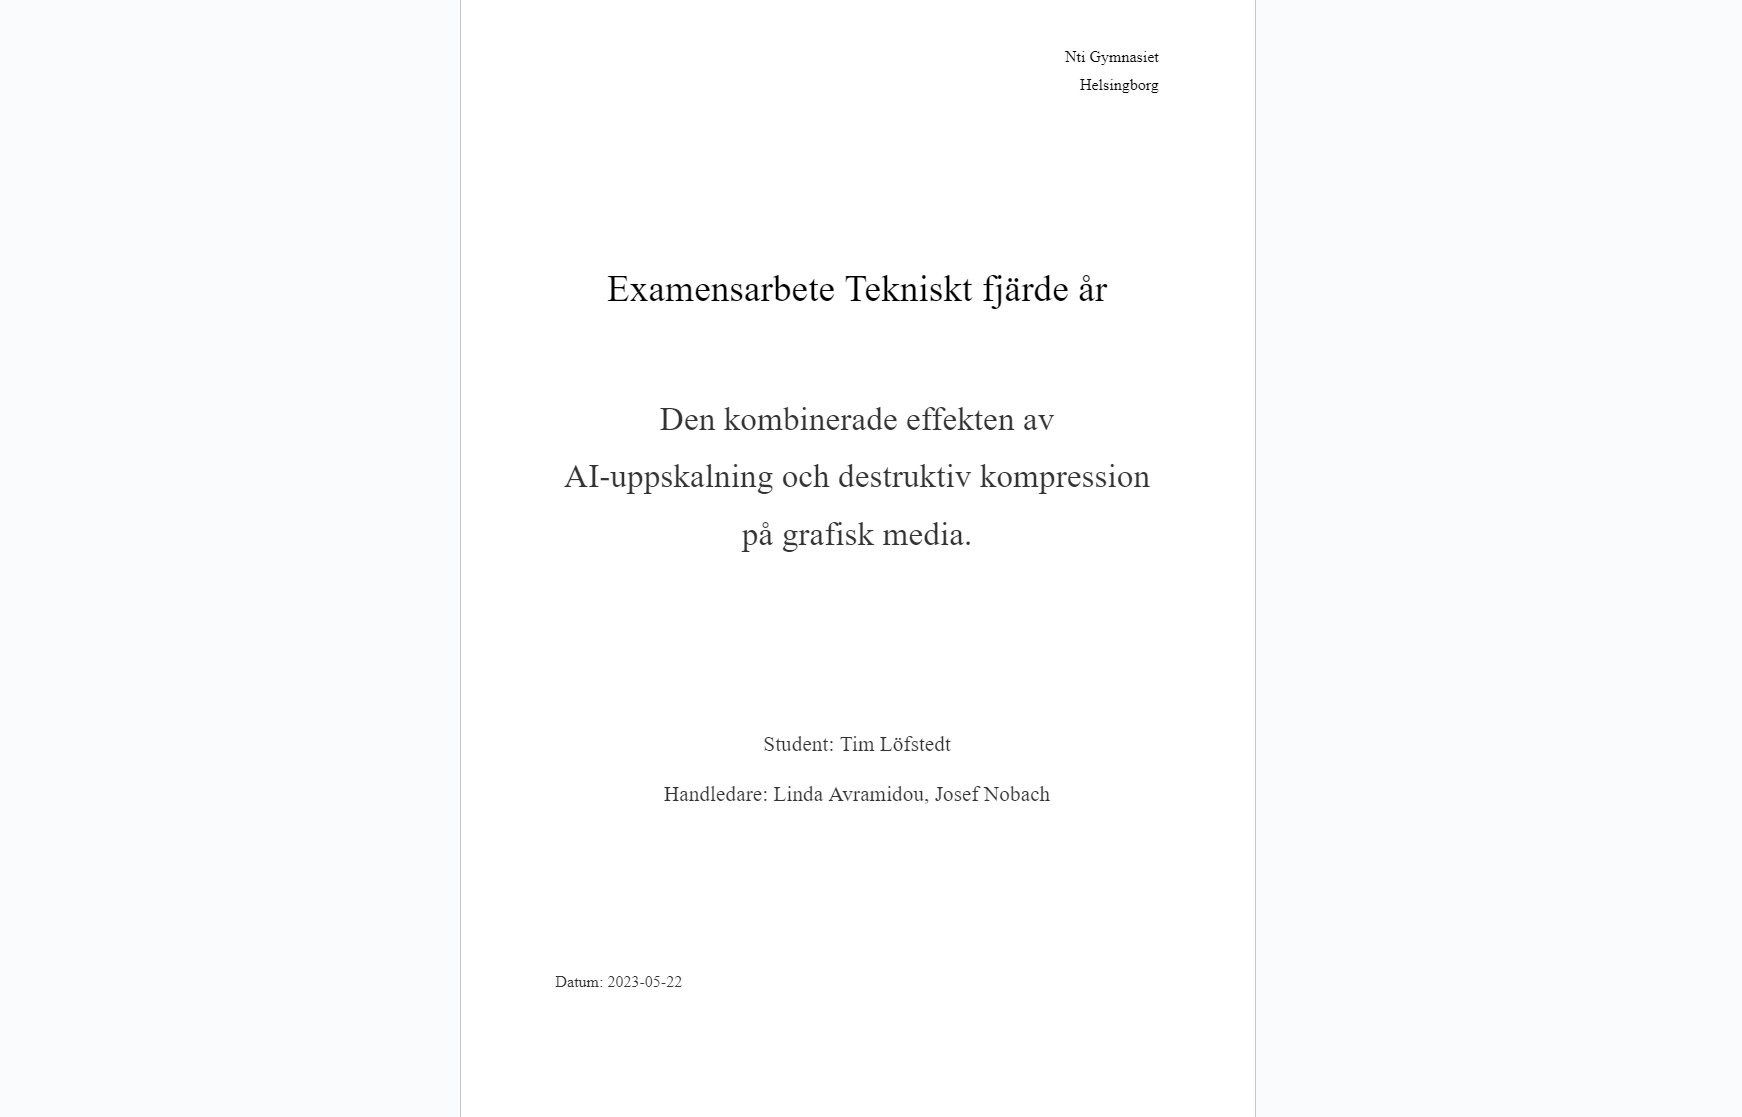 Nti Gymnasiet
Helsingborg
Examensarbete Tekniskt fjärde år
Den kombinerade effekten av
AI-uppskalning och destruktiv kompression
på grafisk media.
Student: Tim Löfstedt
Handledare: Linda Avramidou, Josef Nobach
Datum: 2023-05-22